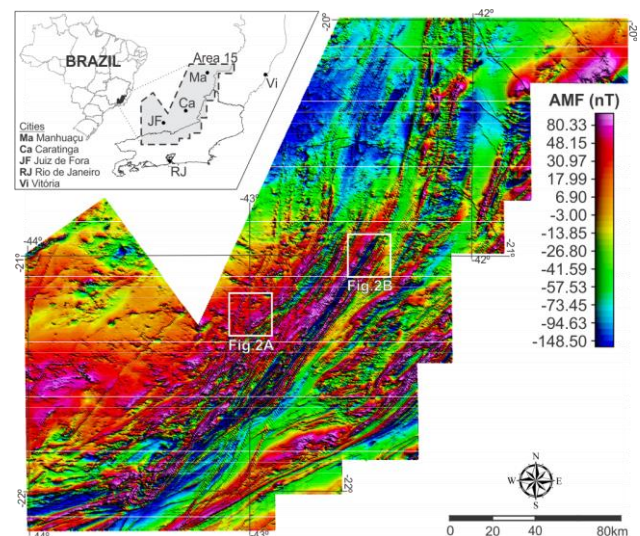 BRAZIL
Area 15
Ma
Vi
Ca
JF
RJ
Cities
Ma Manhuaçu
Ca Caratinga
JF Juiz de Fora
RJ Rio de Janeiro
Vi Vitória
-42°
-20°
-20°
AMF (nT)
80.33
48.15
30.97
17.99
6.90
-3.00
-13.85
-26.80
-41.59
-57.53
-73.45
-94.63
-148.50
-43°
-44°
-21°
-42°
-21°
Fig.2B
Fig.2A
-22°
-22°
-44°
-43°
N
W
E
S
0 20 40 80km